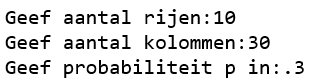 Geef aantal rijen:10
Geef aantal kolommen:30
Geef probabiliteit p in:.3